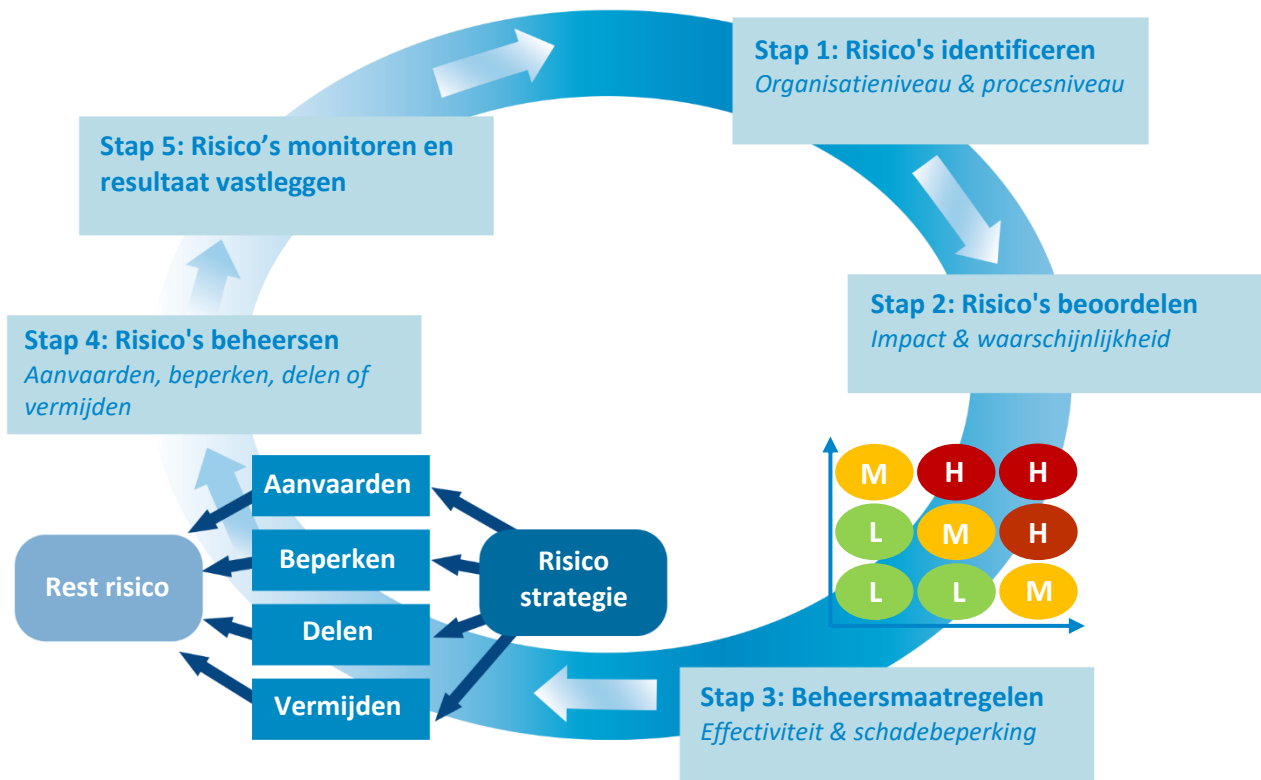 Stap 1: Risico's identificeren
Organisatieniveau & procesniveau
Stap 5: Risico’s monitoren en
resultaat vastleggen
Stap 2: Risico's beoordelen
Impact & waarschijnlijkheid
Stap 4: Risico's beheersen
Aanvaarden, beperken, delen of
vermijden
M H H
L M H
L L M
Aanvaarden
Beperken
Delen
Vermijden
Rest risico
Risico
strategie
Stap 3: Beheersmaatregelen
Effectiviteit & schadebeperking